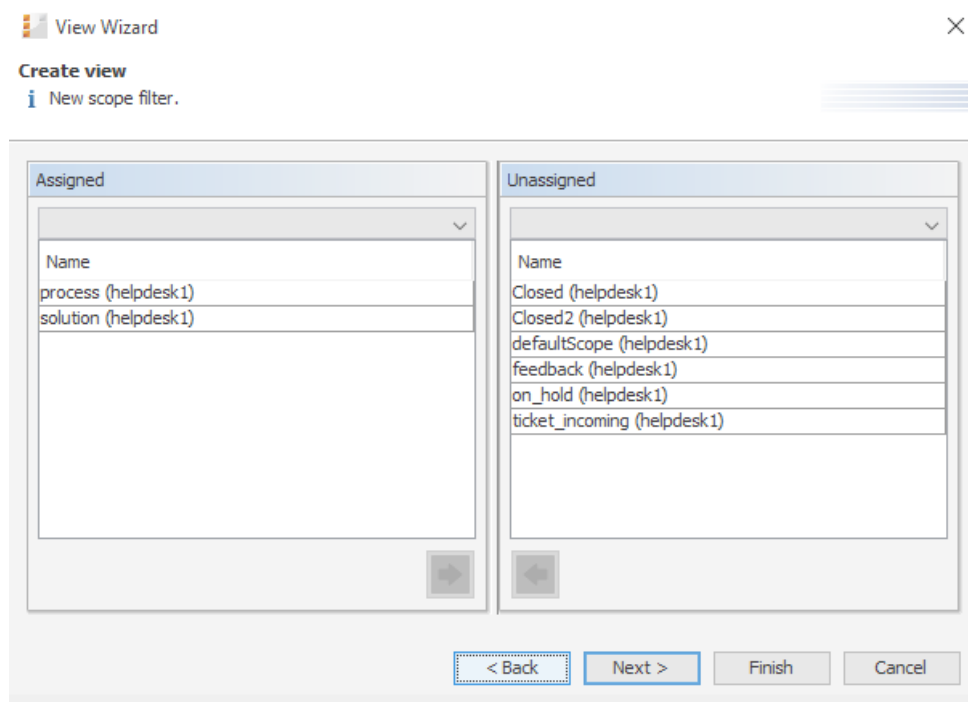 View Wizard
Create view
New scope filter.
Assigned
Name
process (helpdesk1)
solution (helpdesk1)
Unassigned
Name
Closed (helpdesk1)
Closed2 (helpdesk1)
defaultScope (helpdesk1)
feedback (helpdesk1)
on_hold (helpdesk1)
ticket_incoming (helpdesk1)
< Back
Next >
Finish
Cancel